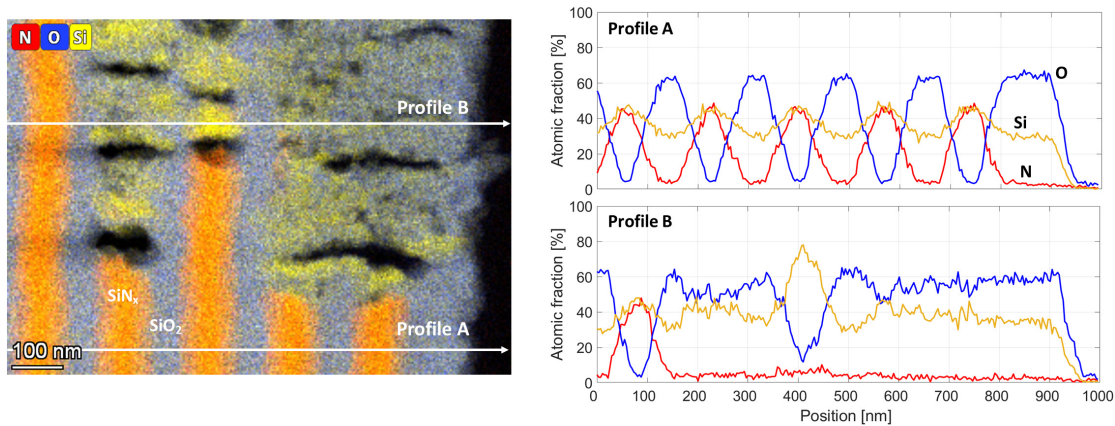 N O Si
Profile B
SiNx
SiO2
Profile A
100 nm
Atomic fraction [%]
100
80
60
40
20
0
Profile A
O
Si
N
Atomic fraction [%]
100
80
60
40
20
0
Profile B
0 100 200 300 400 500 600 700 800 900 1000
Position [nm]